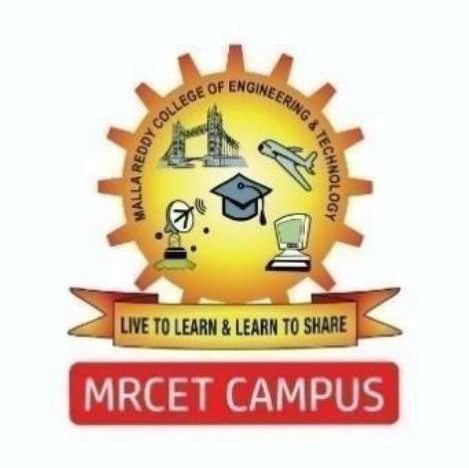 MALLA REDDY COLLEGE OF ENGINEERING & TECHNOLOGY
LIVE TO LEARN & LEARN TO SHARE
MRCET CAMPUS